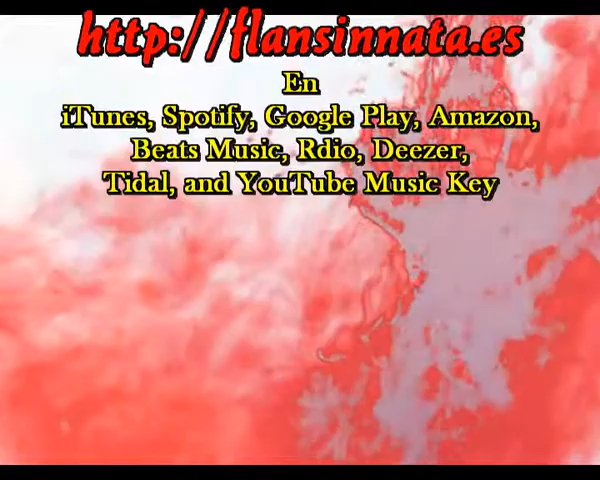 http://flansinnata.es
En
iTunes, Spotify, Google Play, Amazon,
Beats Music, Rdio, Deezer,
Tidal, and YouTube Music Key